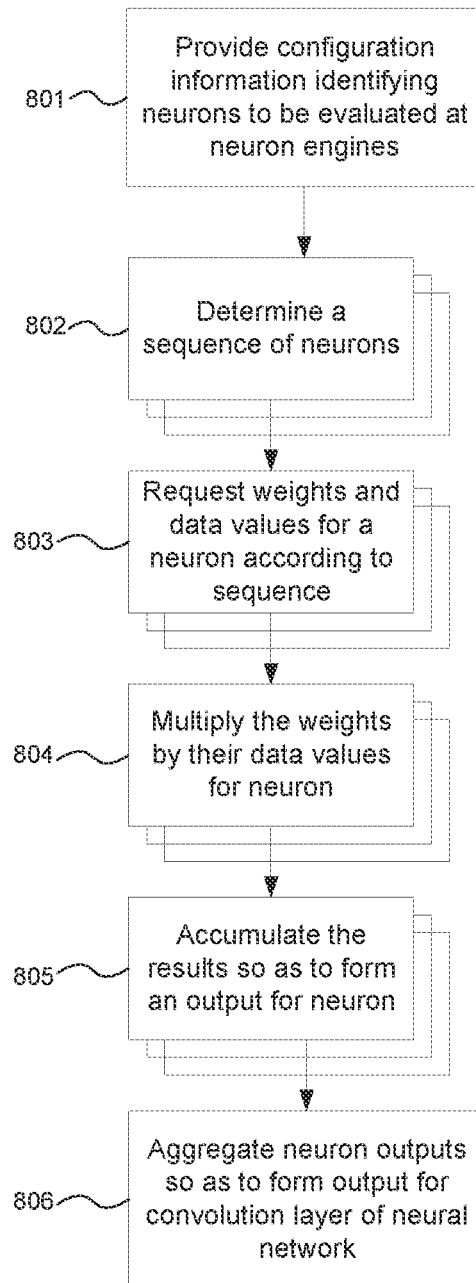 Provide configuration
information identifying
801
neurons to be evaluated at
neuron engines
Determine a
802
sequence of neurons
Request weights and
data values for a
803
neuron according to
sequence
Multiply the weights
804
by their data values
for neuron
Accumulate the
805
results so as to form
an output for neuron
Aggregate neuron outputs
so as to form output for
806
convolution layer of neural
network